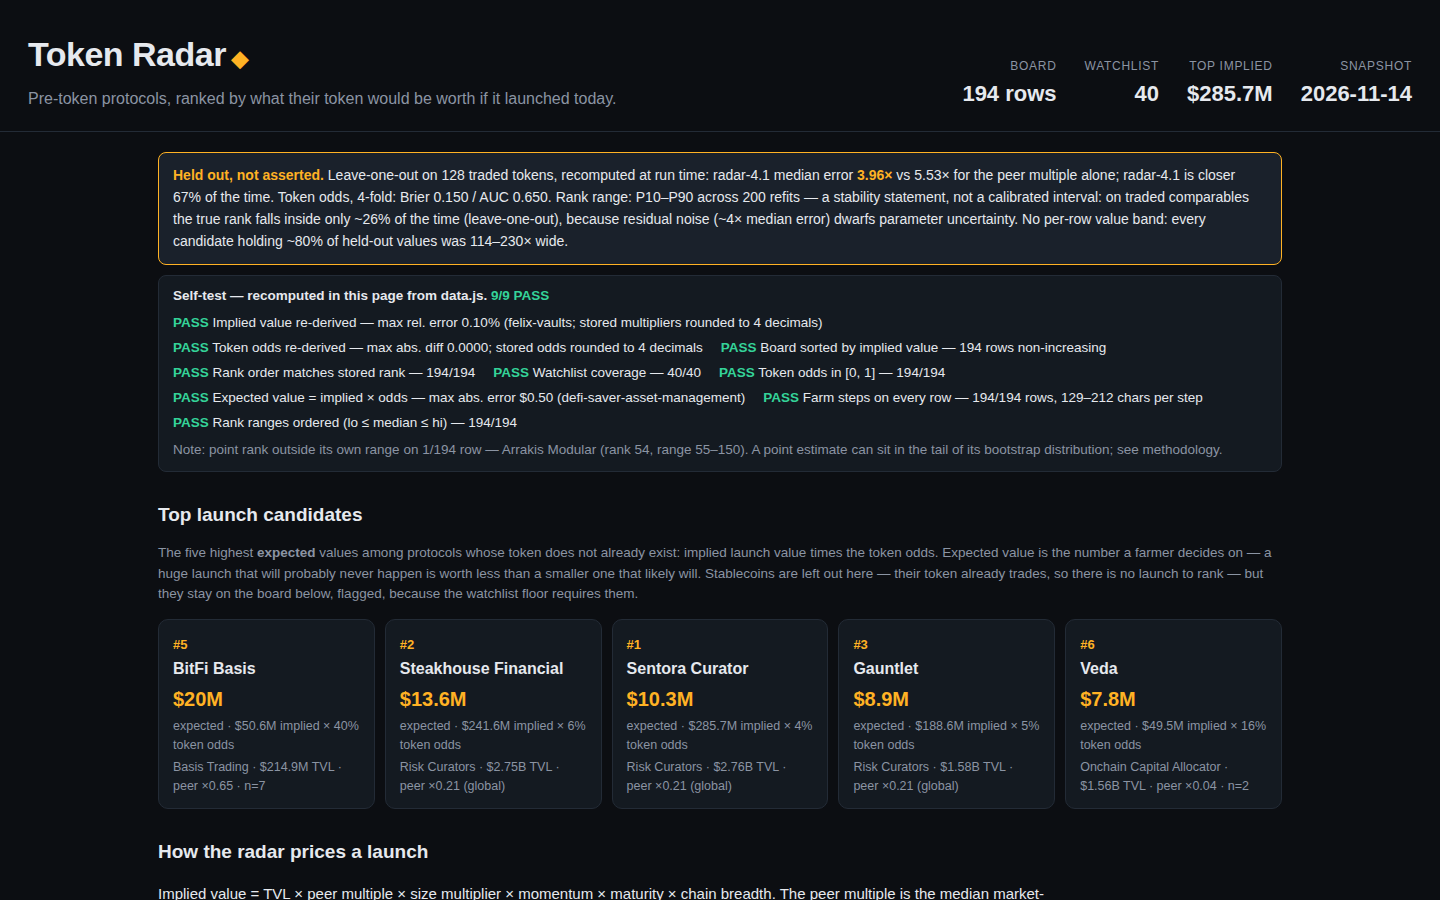 Token Radar◆
Pre-token protocols, ranked by what their token would be worth if it launched today.
BOARD
194 rows
WATCHLIST
40
TOP IMPLIED
$285.7M
SNAPSHOT
2026-11-14
Held out, not asserted. Leave-one-out on 128 traded tokens, recomputed at run time: radar-4.1 median error 3.96× vs 5.53× for the peer multiple alone; radar-4.1 is closer
67% of the time. Token odds, 4-fold: Brier 0.150 / AUC 0.650. Rank range: P10–P90 across 200 refits — a stability statement, not a calibrated interval: on traded comparables
the true rank falls inside only ~26% of the time (leave-one-out), because residual noise (~4× median error) dwarfs parameter uncertainty. No per-row value band: every
candidate holding ~80% of held-out values was 114–230× wide.
Self-test — recomputed in this page from data.js. 9/9 PASS
PASS Implied value re-derived — max rel. error 0.10% (felix-vaults; stored multipliers rounded to 4 decimals)
PASS Token odds re-derived — max abs. diff 0.0000; stored odds rounded to 4 decimals PASS Board sorted by implied value — 194 rows non-increasing
PASS Rank order matches stored rank — 194/194 PASS Watchlist coverage — 40/40 PASS Token odds in [0, 1] — 194/194
PASS Expected value = implied × odds — max abs. error $0.50 (defi-saver-asset-management) PASS Farm steps on every row — 194/194 rows, 129–212 chars per step
PASS Rank ranges ordered (lo ≤ median ≤ hi) — 194/194
Note: point rank outside its own range on 1/194 row — Arrakis Modular (rank 54, range 55–150). A point estimate can sit in the tail of its bootstrap distribution; see methodology.
Top launch candidates
The five highest expected values among protocols whose token does not already exist: implied launch value times the token odds. Expected value is the number a farmer decides on — a
huge launch that will probably never happen is worth less than a smaller one that likely will. Stablecoins are left out here — their token already trades, so there is no launch to rank — but
they stay on the board below, flagged, because the watchlist floor requires them.
#5
BitFi Basis
$20M
expected · $50.6M implied × 40%
token odds
Basis Trading · $214.9M TVL ·
peer ×0.65 · n=7
#2
Steakhouse Financial
$13.6M
expected · $241.6M implied × 6%
token odds
Risk Curators · $2.75B TVL ·
peer ×0.21 (global)
#1
Sentora Curator
$10.3M
expected · $285.7M implied × 4%
token odds
Risk Curators · $2.76B TVL ·
peer ×0.21 (global)
#3
Gauntlet
$8.9M
expected · $188.6M implied × 5%
token odds
Risk Curators · $1.58B TVL ·
peer ×0.21 (global)
#6
Veda
$7.8M
expected · $49.5M implied × 16%
token odds
Onchain Capital Allocator ·
$1.56B TVL · peer ×0.04 · n=2
How the radar prices a launch
Implied value = TVL × peer multiple × size multiplier × momentum × maturity × chain breadth. The peer multiple is the median market-